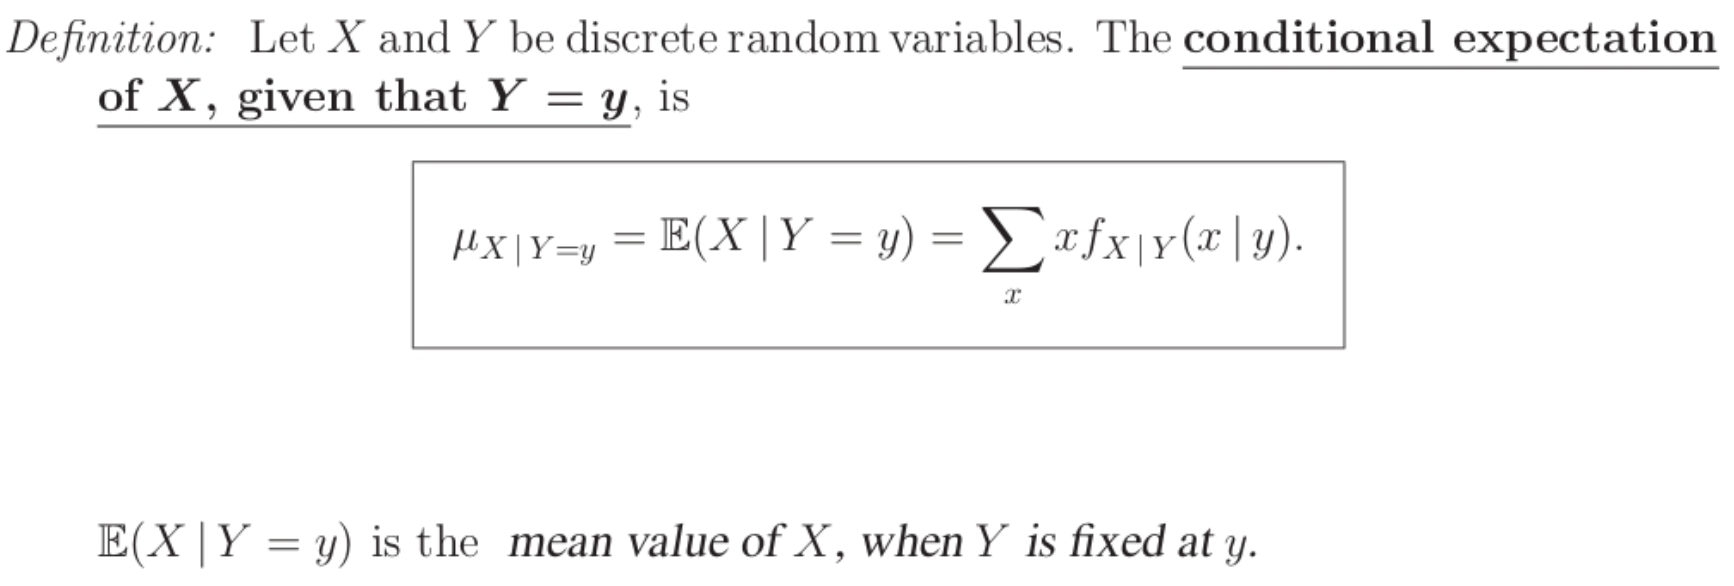 Definition: Let X and Y be discrete random variables. The conditional expectation
of X, given that Y = y, is
μ_{X | Y=y} = 𝔼(X | Y = y) = ∑_x x f_{X | Y}(x | y).
𝔼(X | Y = y) is the mean value of X, when Y is fixed at y.